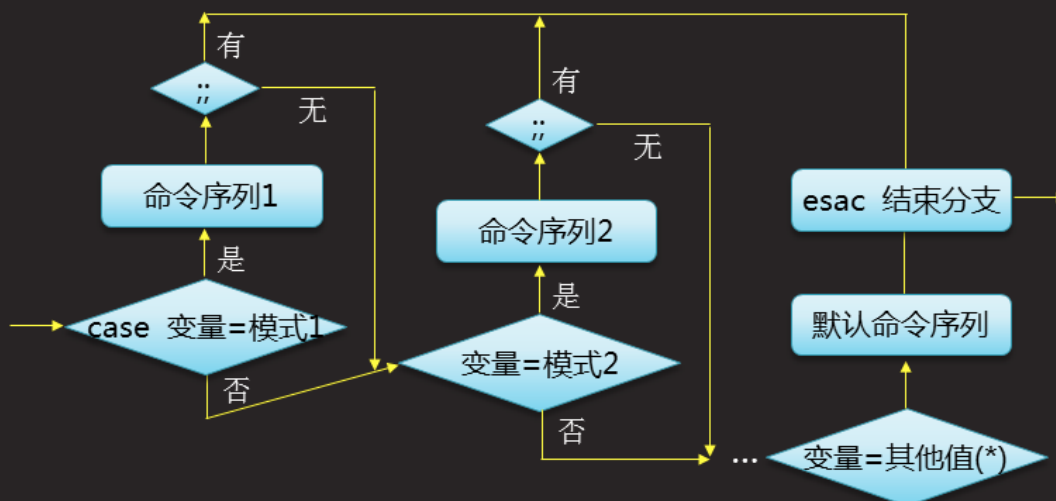 有
;;
无
命令序列1
是
case 变量=模式1
否
有
;;
无
命令序列2
是
变量=模式2
否
...
esac 结束分支
默认命令序列
变量=其他值(*)